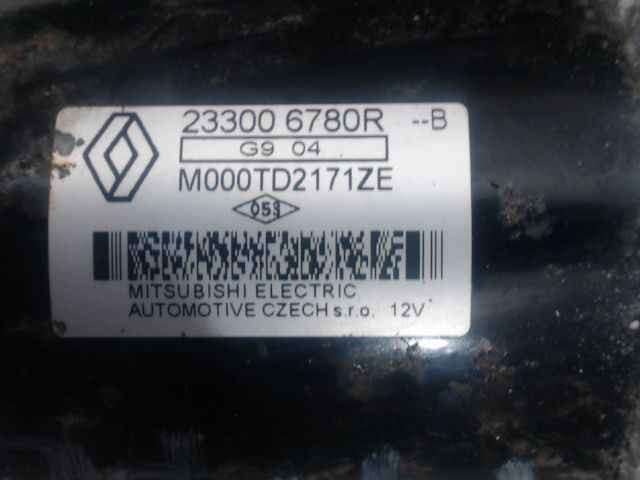 23300 6780R --B
G9 04
M000TD2171ZE
053
MITSUBISHI ELECTRIC
AUTOMOTIVE CZECH s.r.o. 12V